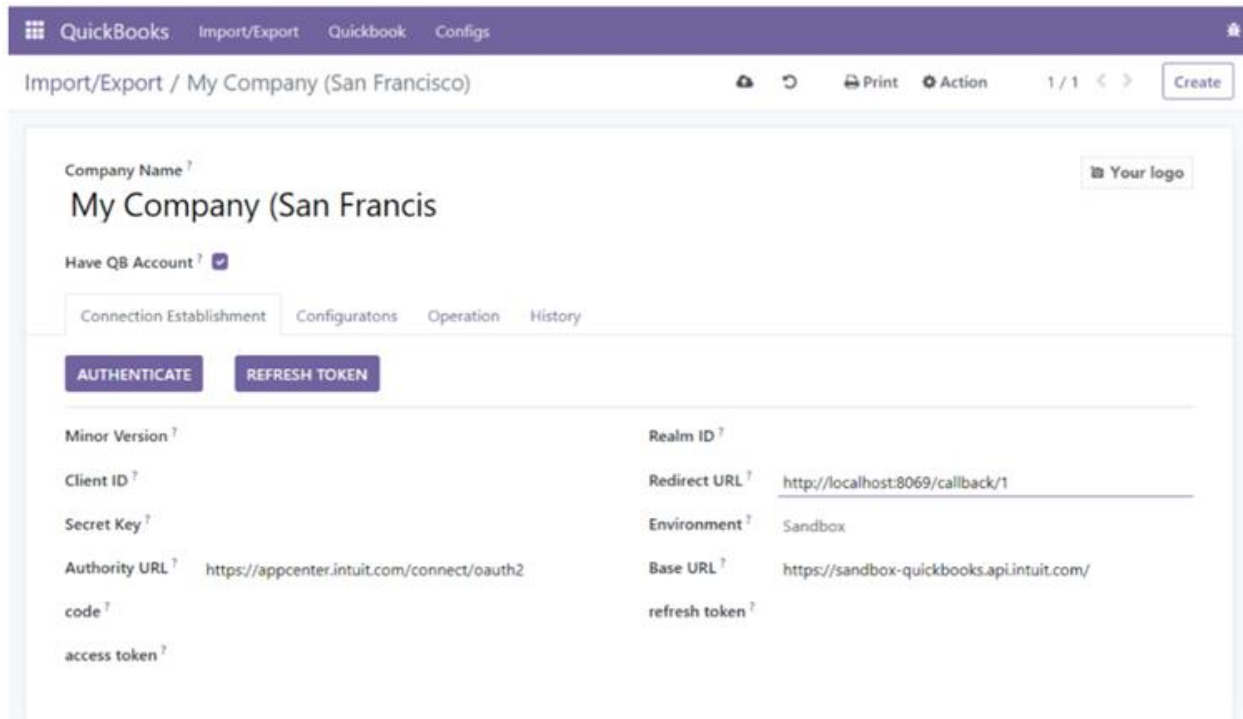 QuickBooks Import/Export Quickbook Configs
Import/Export / My Company (San Francisco) Print Action 1 / 1 Create
Company Name ?
Your logo
My Company (San Francis
Have QB Account ?
Connection Establishment Configuratons Operation History
AUTHENTICATE REFRESH TOKEN
Minor Version ? Realm ID ?
Client ID ? Redirect URL ? http://localhost:8069/callback/1
Secret Key ? Environment ? Sandbox
Authority URL ? https://appcenter.intuit.com/connect/oauth2 Base URL ? https://sandbox-quickbooks.api.intuit.com/
code ? refresh token ?
access token ?